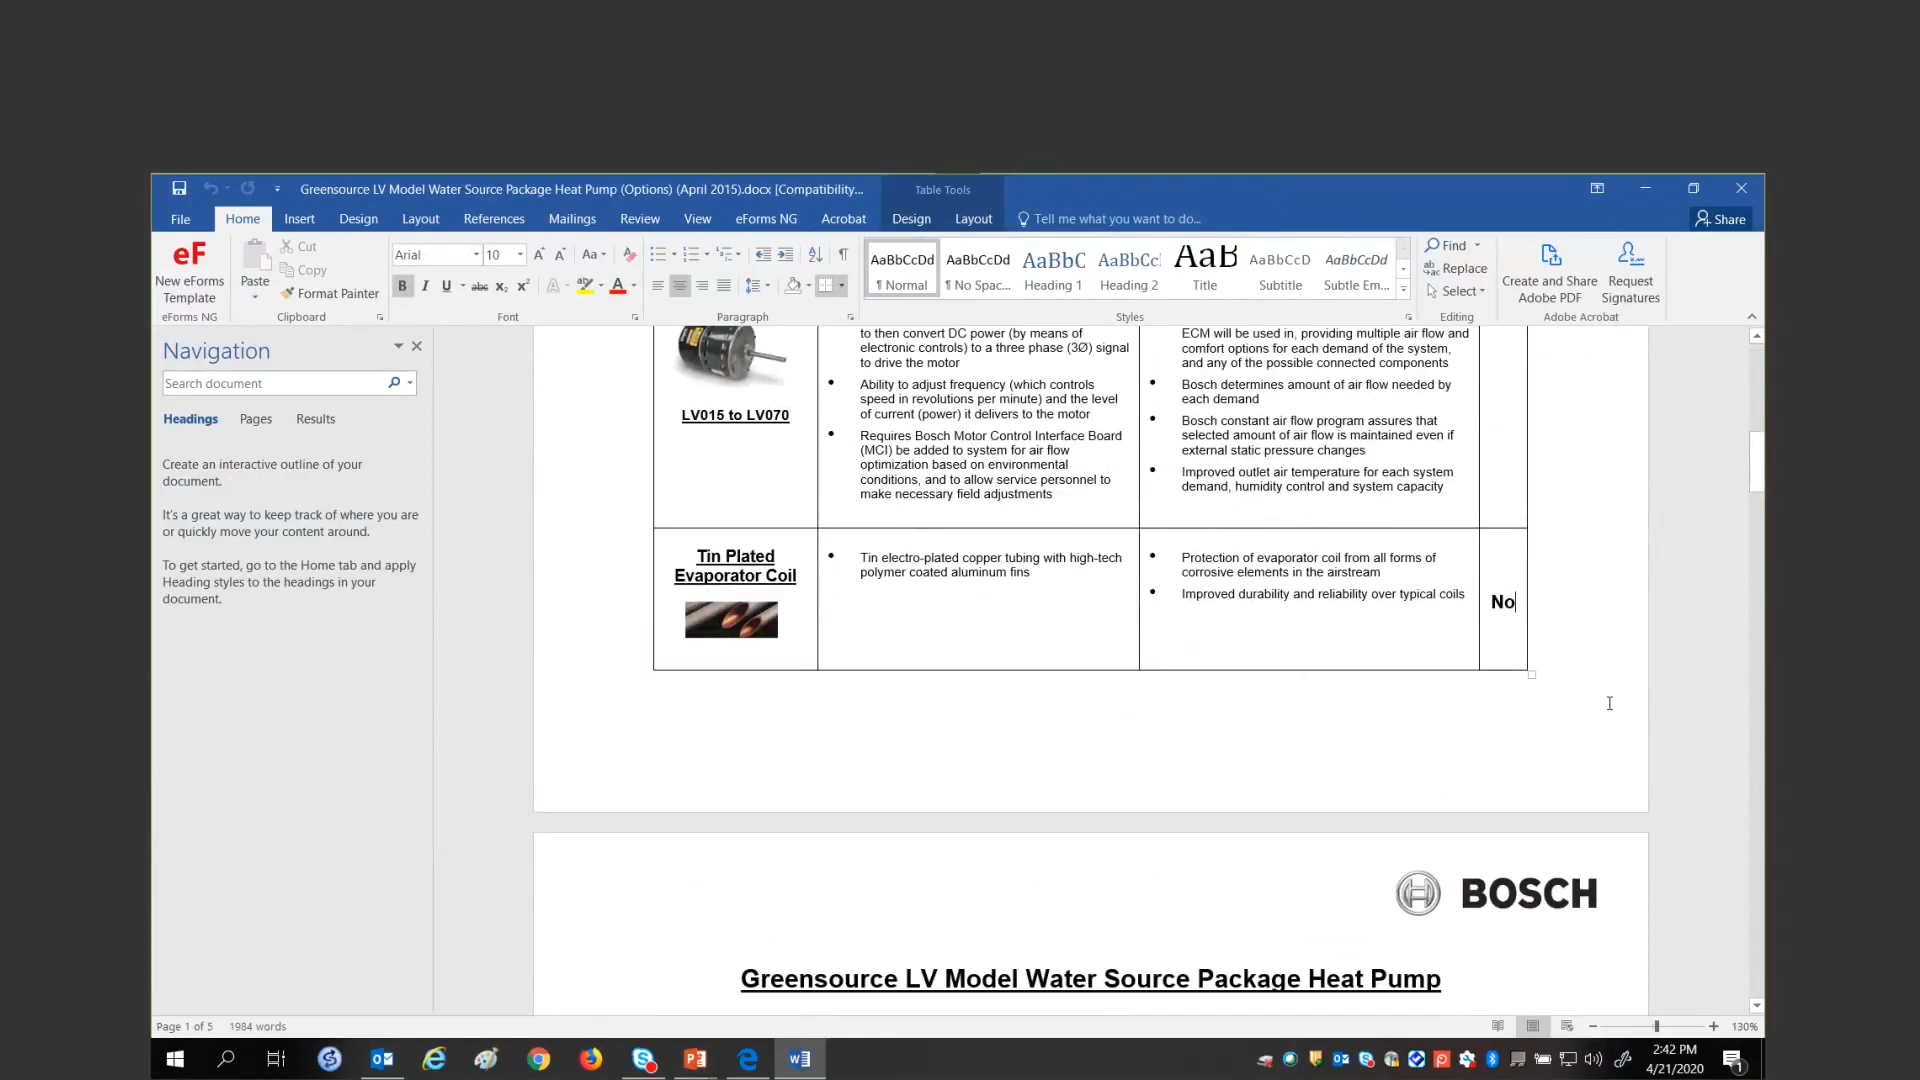 Greensource LV Model Water Source Package Heat Pump (Options) (April 2015).docx [Compatibility...
Table Tools
File Home Insert Design Layout References Mailings Review View eForms NG Acrobat Design Layout Tell me what you want to do... Share
eF
New eForms
Template
eForms NG
Paste
Cut
Copy
Format Painter
Clipboard
Arial 10
Aa
B I U abc X2 X2 A A
Font
Paragraph
AaBbCcDd AaBbCcDd AaBbC AaBbCc AaB AaBbCcD AaBbCcDd
¶ Normal ¶ No Spac... Heading 1 Heading 2 Title Subtitle Subtle Em...
Styles
Find
Replace
Select
Editing
Create and Share
Adobe PDF
Request
Signatures
Adobe Acrobat
Navigation
Search document
Headings Pages Results
Create an interactive outline of your
document.
It's a great way to keep track of where you are
or quickly move your content around.
To get started, go to the Home tab and apply
Heading styles to the headings in your
document.
LV015 to LV070
to then convert DC power (by means of
electronic controls) to a three phase (3Ø) signal
to drive the motor
• Ability to adjust frequency (which controls
speed in revolutions per minute) and the level
of current (power) it delivers to the motor
• Requires Bosch Motor Control Interface Board
(MCI) be added to system for air flow
optimization based on environmental
conditions, and to allow service personnel to
make necessary field adjustments
ECM will be used in, providing multiple air flow and
comfort options for each demand of the system,
and any of the possible connected components
• Bosch determines amount of air flow needed by
each demand
• Bosch constant air flow program assures that
selected amount of air flow is maintained even if
external static pressure changes
• Improved outlet air temperature for each system
demand, humidity control and system capacity
Tin Plated
Evaporator Coil
• Tin electro-plated copper tubing with high-tech
polymer coated aluminum fins
• Protection of evaporator coil from all forms of
corrosive elements in the airstream
• Improved durability and reliability over typical coils
No
BOSCH
Greensource LV Model Water Source Package Heat Pump
Page 1 of 5 1984 words
130%
2:42 PM
4/21/2020
1